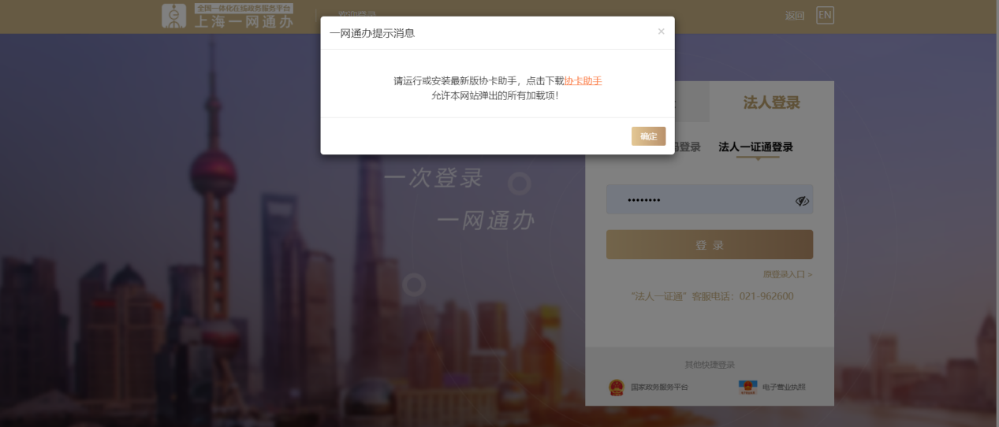 全国一体化在线政务服务平台
上海一网通办
欢迎登录
返回
EN
一网通办提示消息
×
请运行或安装最新版协卡助手，点击下载协卡助手
允许本网站弹出的所有加载项！
确定
法人登录
码登录
法人一证通登录
一次登录
一网通办
登 录
原登录入口 >
“法人一证通”客服电话：021-962600
其他快捷登录
国家政务服务平台
电子营业执照